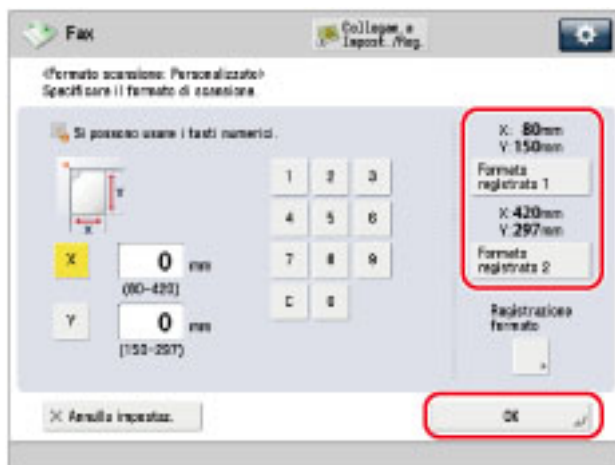 Fax
Collegam. a
Impost./Reg.
<Formato scansione: Personalizzato>
Specificare il formato di scansione.
Si possono usare i tasti numerici.
X: 80mm
Y:150mm
Formato
registrato 1
X:420mm
Y:297mm
Formato
registrato 2
Y
X
1 2 3
4 5 6
7 8 9
C 0
X 0 mm
(80-420)
Y 0 mm
(150-297)
Registrazione
formato
Annulla impostaz.
OK